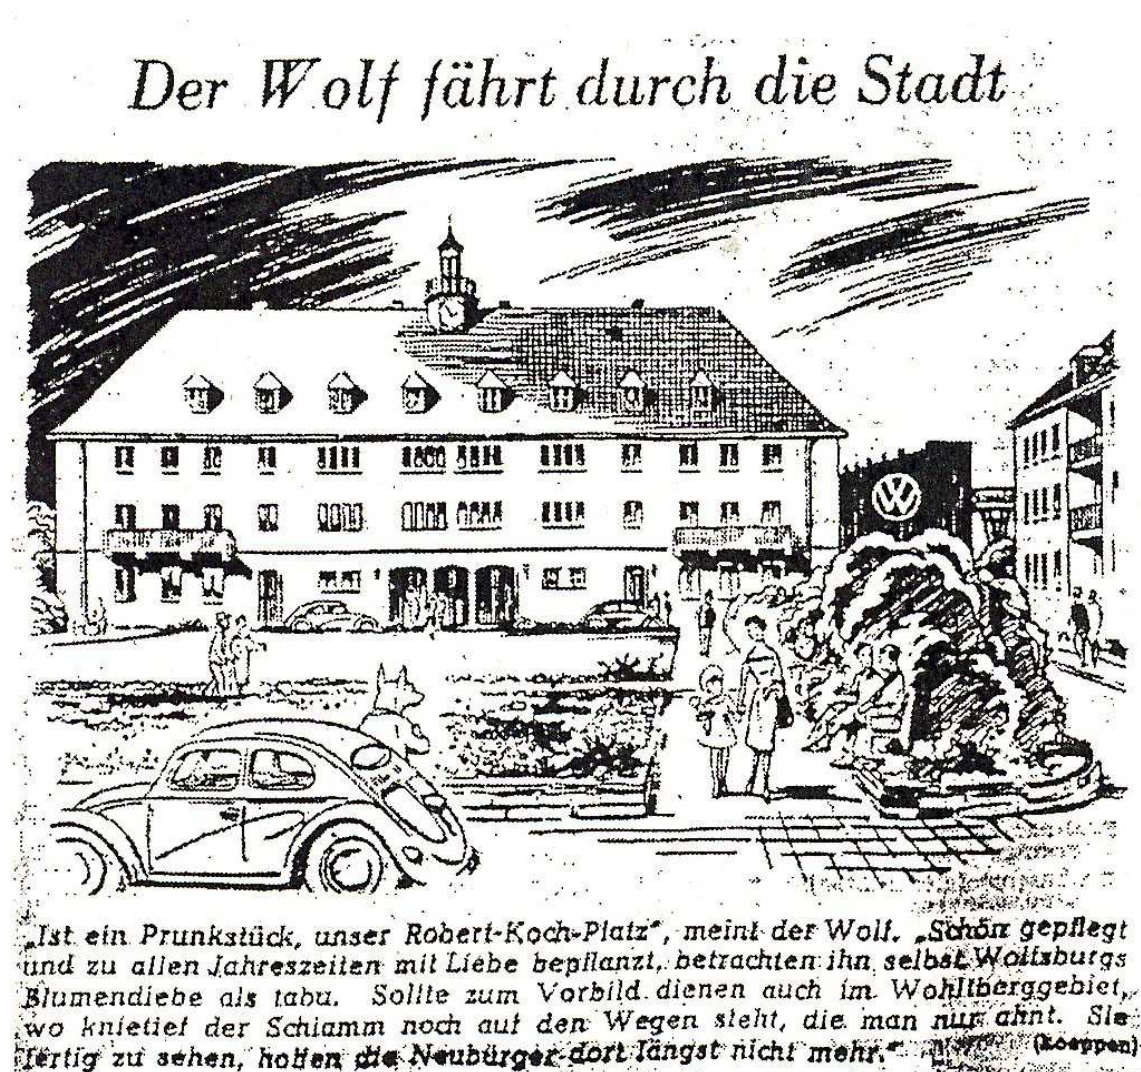 Der Wolf fährt durch die Stadt
VW
„Ist ein Prunkstück, unser Robert-Koch-Platz“, meint der Wolf. „Schön gepflegt
und zu allen Jahreszeiten mit Liebe bepflanzt, betrachten ihn selbst Wolfsburgs
Blumendiebe als tabu. Sollte zum Vorbild dienen auch im Wohltberggebiet,
wo knietief der Schlamm noch auf den Wegen steht, die man nur ahnt. Sie
fertig zu sehen, hoffen die Neubürger dort längst nicht mehr.“
(Koeppen)